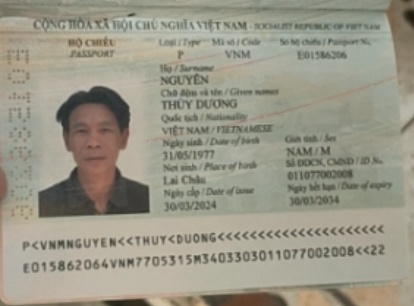 CỘNG HÒA XÃ HỘI CHỦ NGHĨA VIỆT NAM - SOCIALIST REPUBLIC OF VIET NAM
HỘ CHIẾU
PASSPORT
Loại / Type Mã số / Code Số hộ chiếu / Passport No
P VNM E01586206
Họ / Surname
NGUYỄN
Chữ đệm và tên / Given names
THÙY DƯƠNG
Quốc tịch / Nationality
VIỆT NAM / VIETNAMESE
Ngày sinh / Date of birth Giới tính / Sex
31/05/1977 NAM / M
Nơi sinh / Place of birth Số ĐDCN, CMND / ID No.
Lai Châu 011077002008
Ngày cấp / Date of issue Ngày hết hạn / Date of expiry
30/03/2024 30/03/2034
P<VNMNGUYEN<<THUY<DUONG<<<<<<<<<<<<<<<<<<<<<
E015862064VNM7705315M3403303011077002008<<22